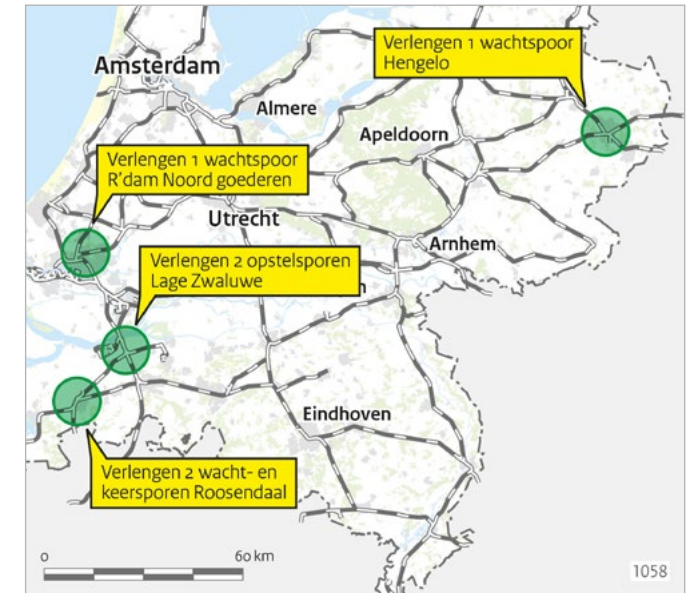 Verlengen 1 wachtspoor
Hengelo
Amsterdam
Almere
Apeldoorn
Verlengen 1 wachtspoor
R'dam Noord goederen
Utrecht
Arnhem
Verlengen 2 opstelsporen
Lage Zwaluwe
Eindhoven
Verlengen 2 wacht- en
keersporen Roosendaal
0 60 km
1058